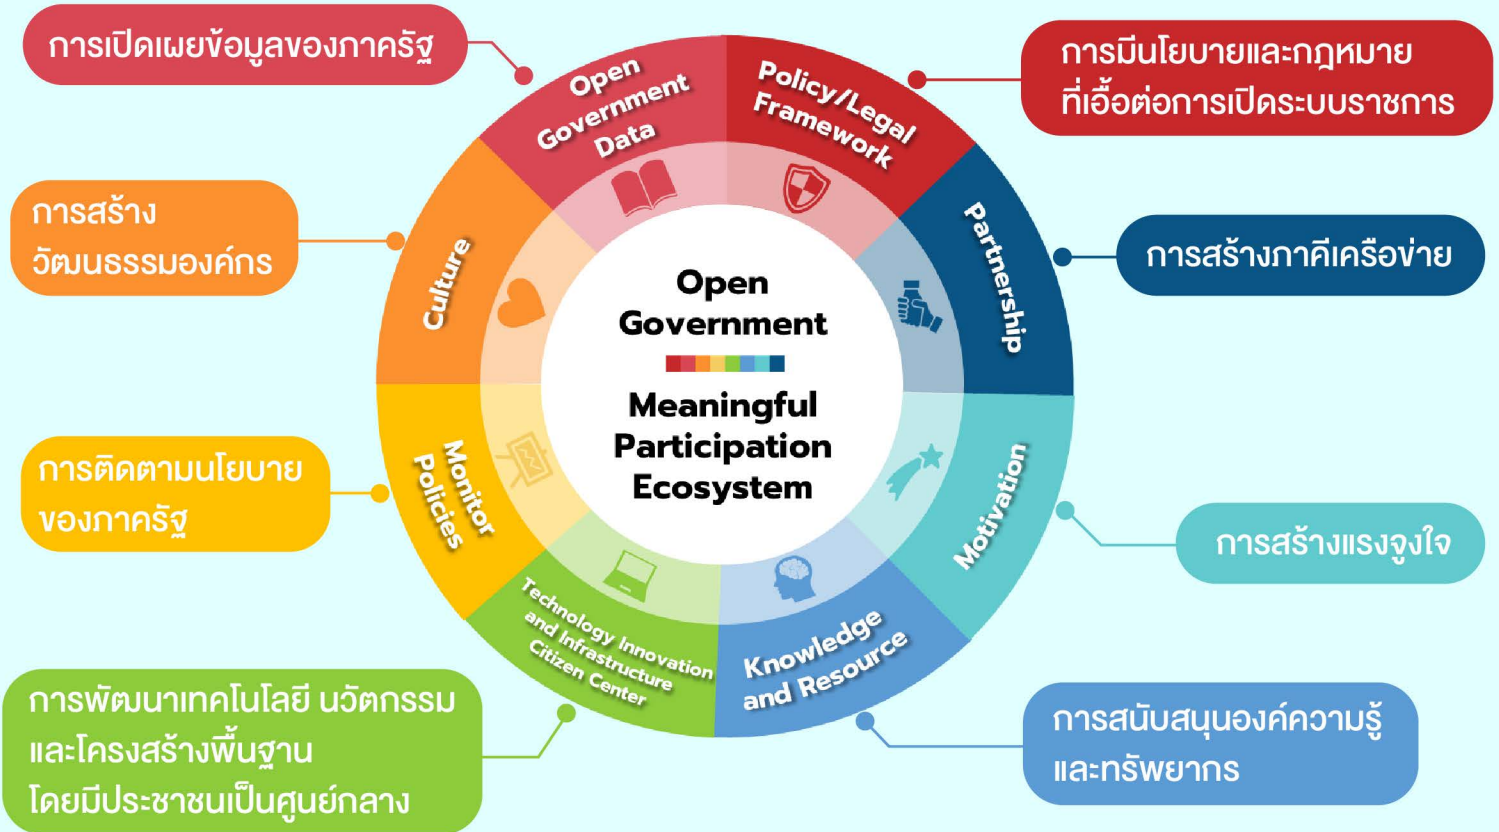 การเปิดเผยข้อมูลของภาครัฐ
Open
Government
Data
Policy/Legal
Framework
การมีนโยบายและกฎหมาย
ที่เอื้อต่อการเปิดระบบราชการ
การสร้าง
วัฒนธรรมองค์กร
Culture
Partnership
การสร้างภาคีเครือข่าย
Open
Government
Meaningful
Participation
Ecosystem
การติดตามนโยบาย
ของภาครัฐ
Monitor
Policies
Motivation
การสร้างแรงจูงใจ
Technology Innovation
and Infrastructure
Citizen Center
Knowledge
and Resource
การพัฒนาเทคโนโลยี นวัตกรรม
และโครงสร้างพื้นฐาน
โดยมีประชาชนเป็นศูนย์กลาง
การสนับสนุนองค์ความรู้
และทรัพยากร